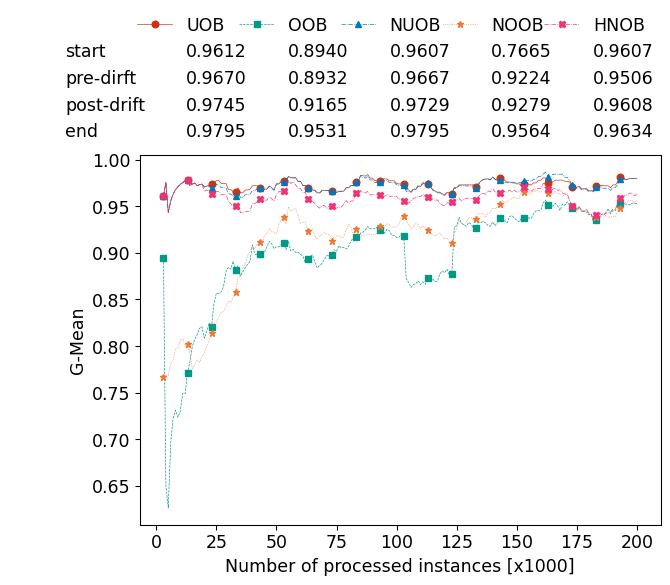 UOB OOB NUOB NOOB HNOB
start 0.9612 0.8940 0.9607 0.7665 0.9607
pre-dirft 0.9670 0.8932 0.9667 0.9224 0.9506
post-drift 0.9745 0.9165 0.9729 0.9279 0.9608
end 0.9795 0.9531 0.9795 0.9564 0.9634
1.00
0.95
0.90
0.85
0.80
0.75
0.70
0.65
G-Mean
0 25 50 75 100 125 150 175 200
Number of processed instances [x1000]